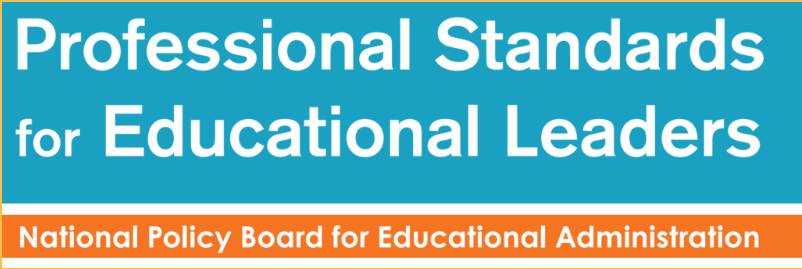 Professional Standards
for Educational Leaders
National Policy Board for Educational Administration